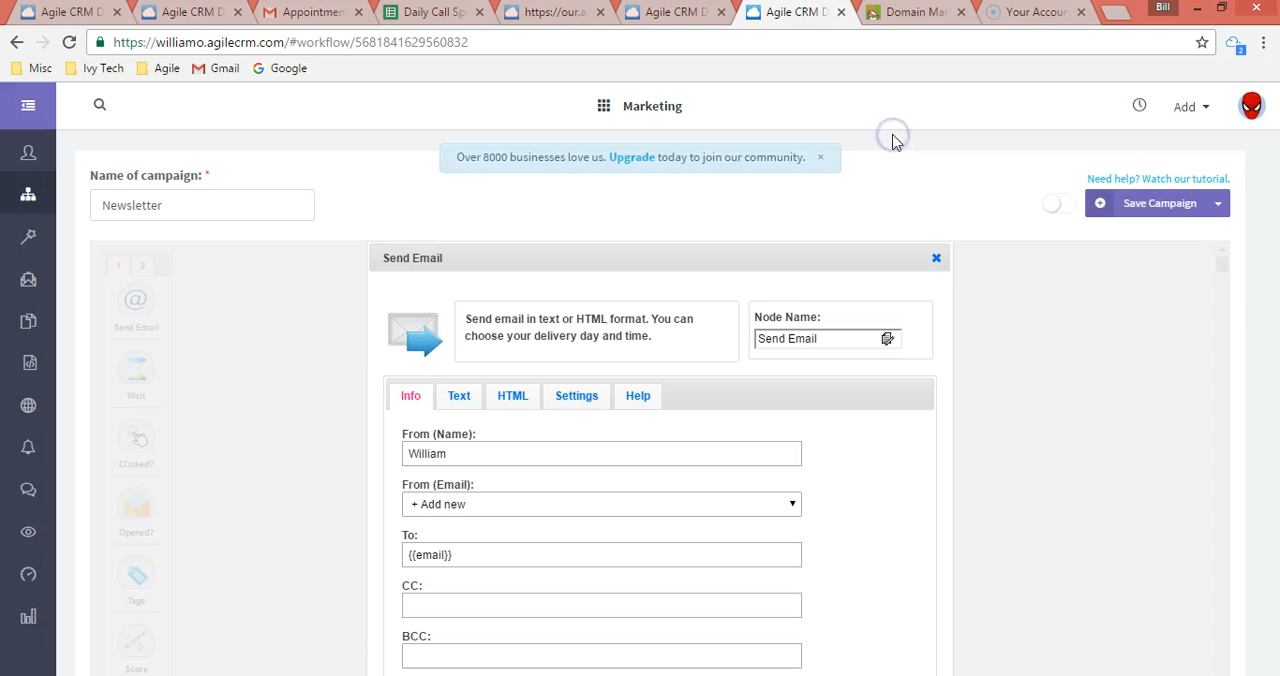 Agile CRM D
Agile CRM D
Appointmen
Daily Call Sp
https://our.a
Agile CRM D
Agile CRM D
Domain Ma
Your Accou
Bill
https://williamo.agilecrm.com/#workflow/5681841629560832
2
Misc
Ivy Tech
Agile
Gmail
Google
Marketing
Add
Over 8000 businesses love us. Upgrade today to join our community. ×
Name of campaign: *
Need help? Watch our tutorial.
Newsletter
Save Campaign
1 2
Send Email
Send email in text or HTML format. You can
choose your delivery day and time.
Node Name:
Send Email
Send Email
Wait
Clicked?
Opened?
Tags
Score
Info
Text
HTML
Settings
Help
From (Name):
William
From (Email):
+ Add new
To:
{{email}}
CC:
BCC: